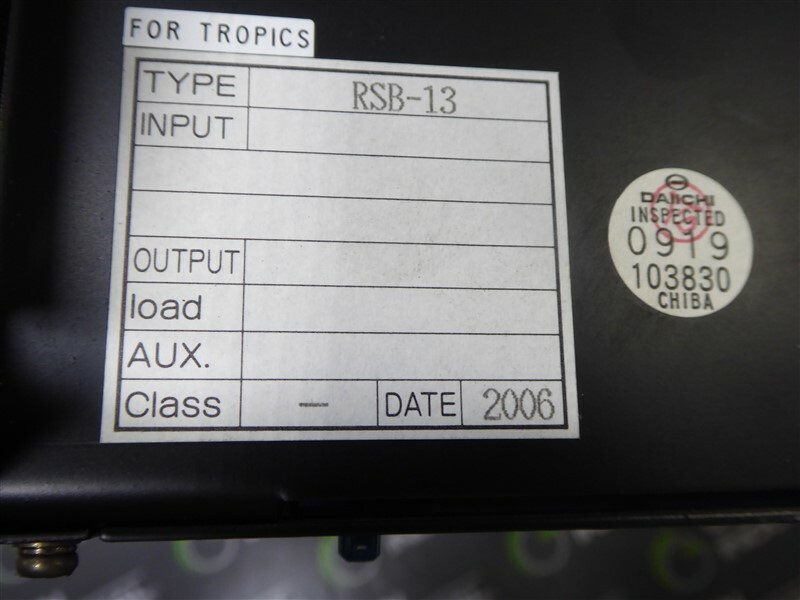 FOR TROPICS
TYPE RSB-13
INPUT
OUTPUT
load
AUX.
Class — DATE 2006
DAIICHI
INSPECTED
0919
103830
CHIBA